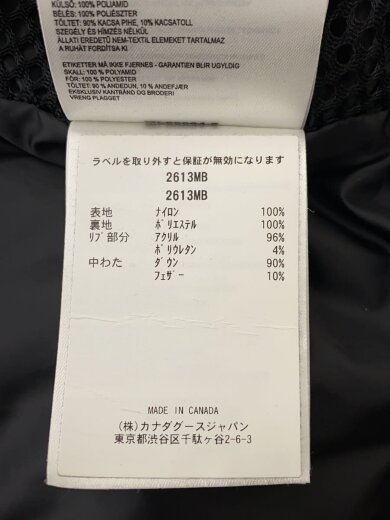 KÜLSŐ: 100% POLIAMID
BÉLÉS: 100% POLIÉSZTER
TÖLTET: 90% KACSA PIHE, 10% KACSATOLL
SZEGÉLY ÉS HÍMZÉS NÉLKÜL
ÁLLATI EREDETŰ NEM-TEXTIL ELEMEKET TARTALMAZ
A RUHÁT FORDÍTSA KI
ETIKETTER MÅ IKKE FJERNES - GARANTIEN BLIR UGYLDIG
SKALL: 100 % POLYAMID
FOR: 100 % POLYESTER
TOLTET: 90 % ANDEDUN, 10 % ANDEFJÆR
EKSKLUSIV KANTBÅND OG BRODERI
VRENG PLAGGET
ラベルを取り外すと保証が無効になります
2613MB
2613MB
表地 ﾅｲﾛﾝ 100%
裏地 ﾎﾟﾘｴｽﾃﾙ 100%
ﾘﾌﾞ部分 ｱｸﾘﾙ 96%
ﾎﾟﾘｳﾚﾀﾝ 4%
中わた ﾀﾞｳﾝ 90%
ﾌｪｻﾞｰ 10%
MADE IN CANADA
(株)カナダグースジャパン
東京都渋谷区千駄ヶ谷2-6-3